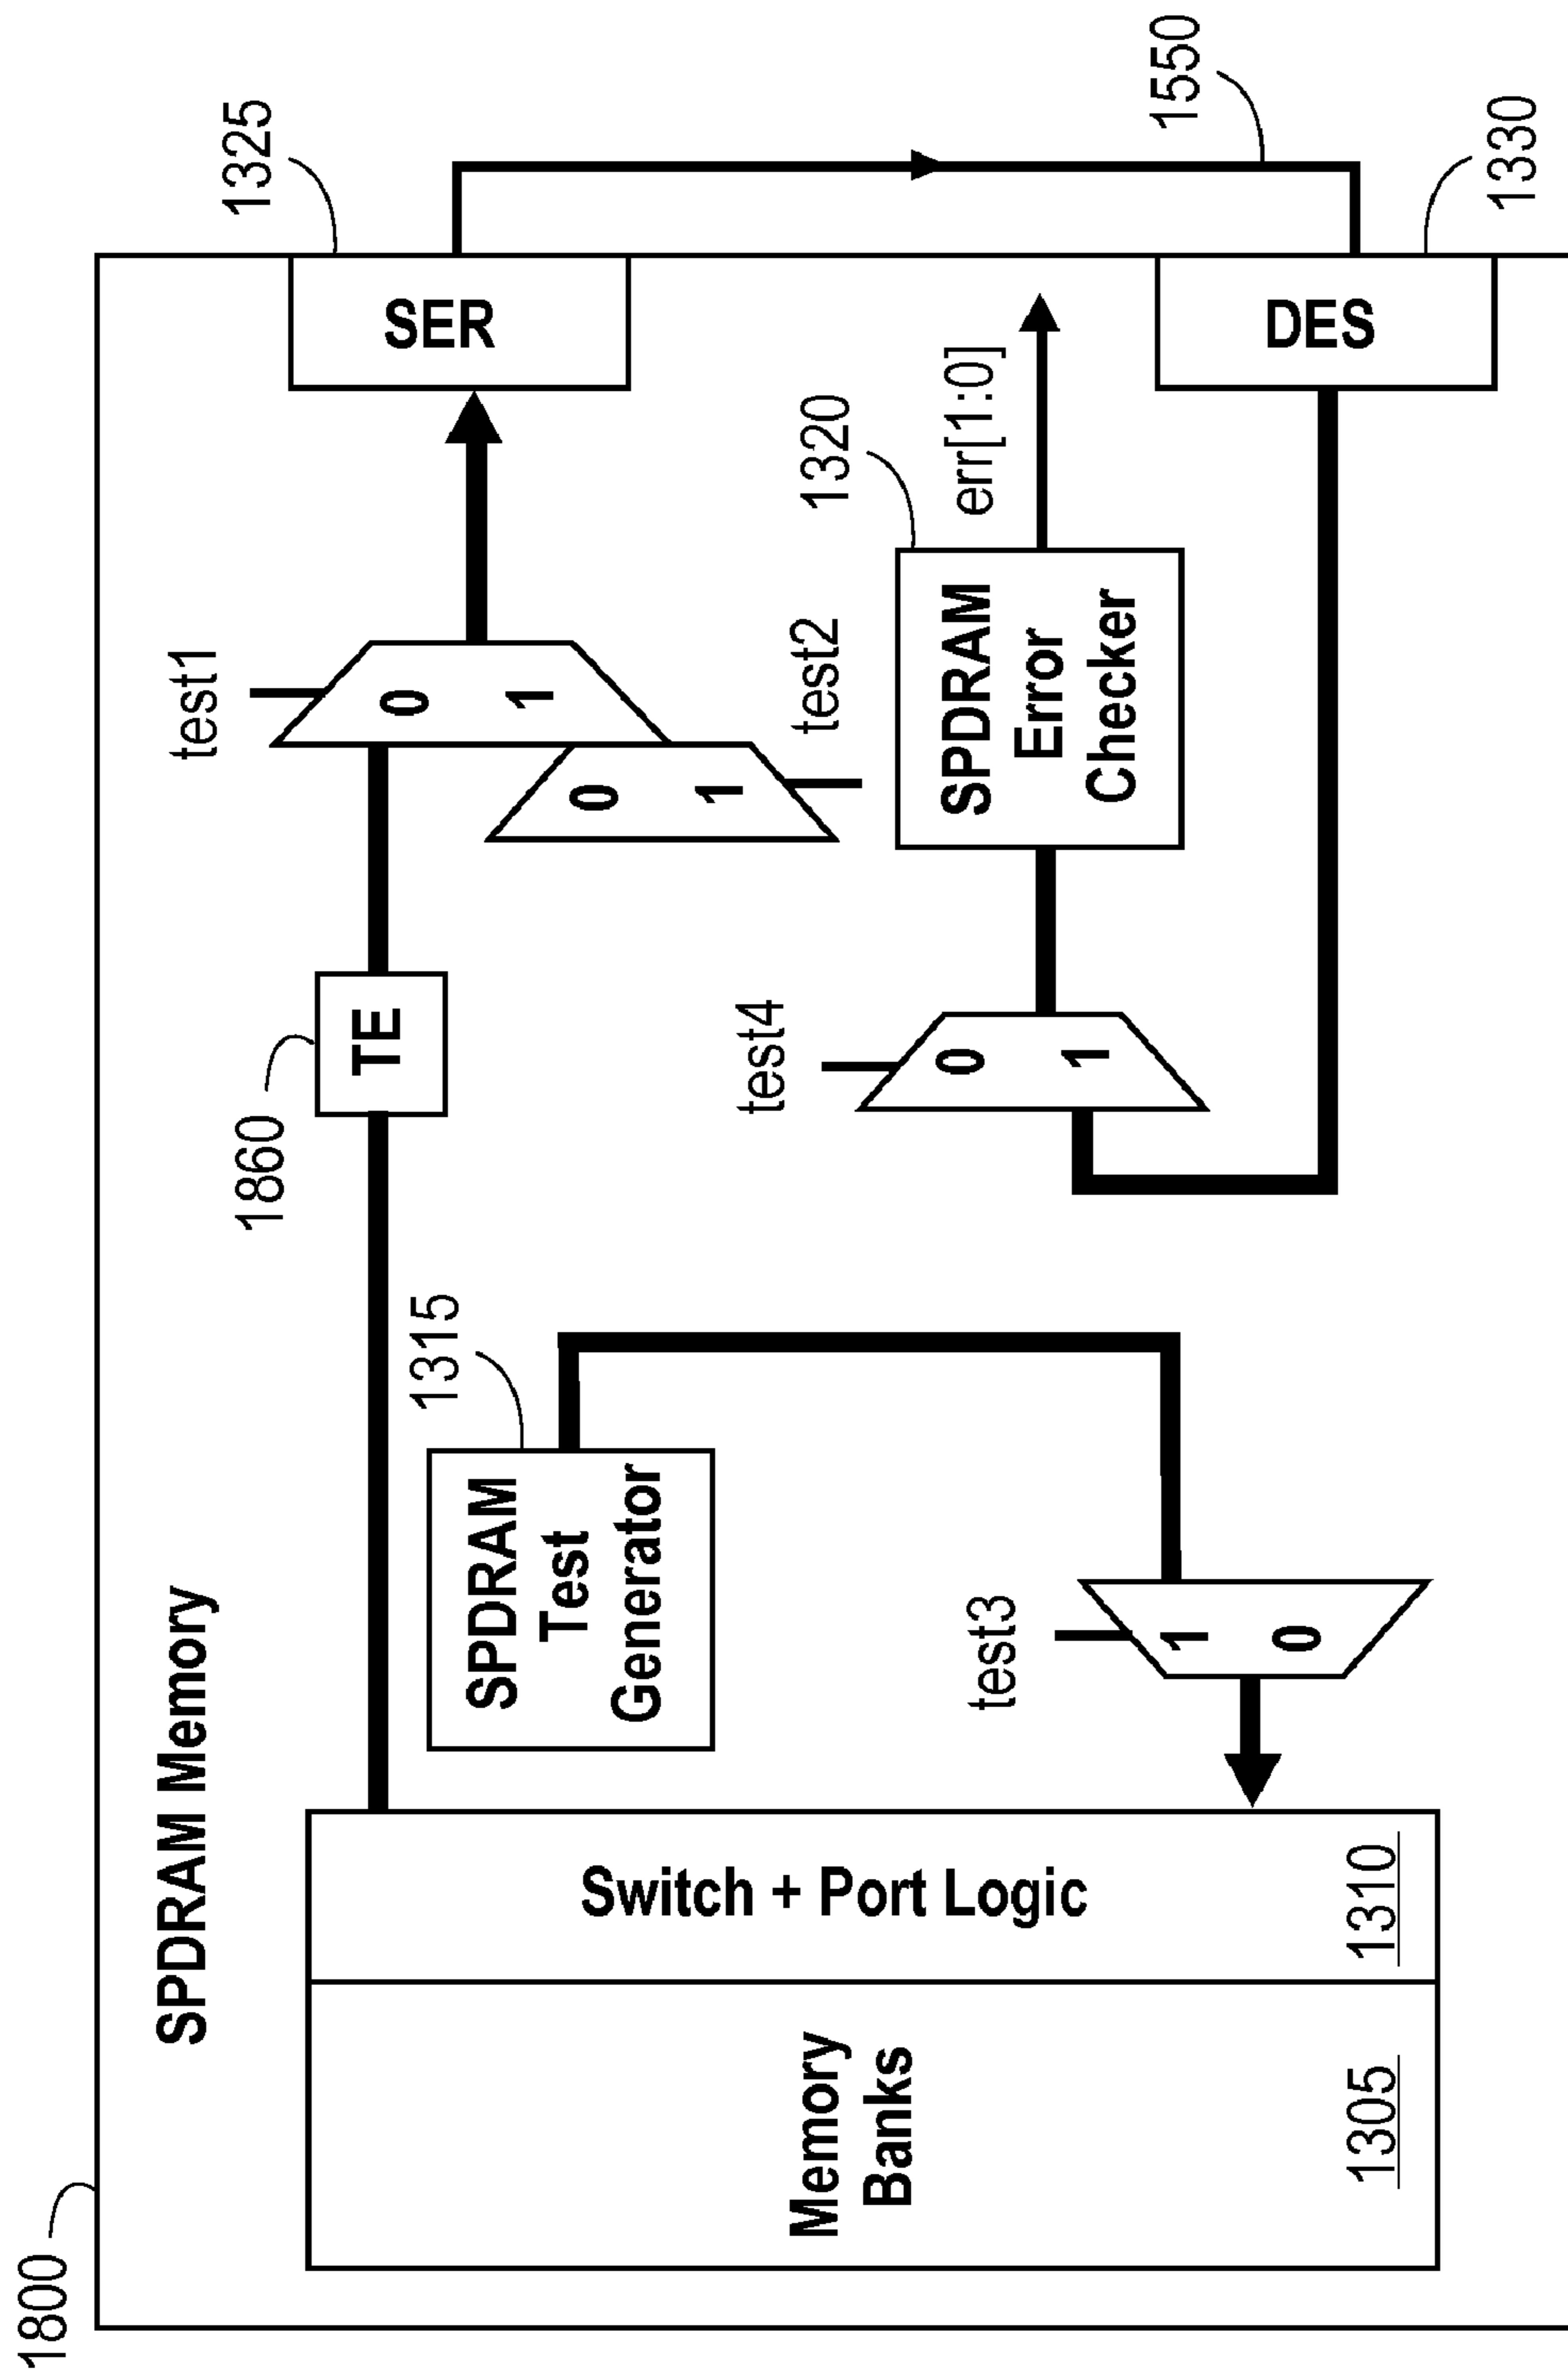 1800
SPDRAM Memory
1860
test1
1325
TE
0
1
SER
1315
SPDRAM
Test
Generator
0
1
test2
1550
test4
1320
Switch + Port Logic
0
1
SPDRAM
Error
Checker
err[1:0]
Memory
Banks
test3
1
0
DES
1305
1310
1330